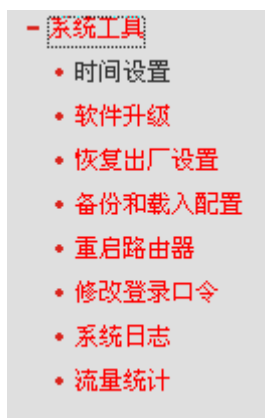 系统工具
时间设置
软件升级
恢复出厂设置
备份和载入配置
重启路由器
修改登录口令
系统日志
流量统计